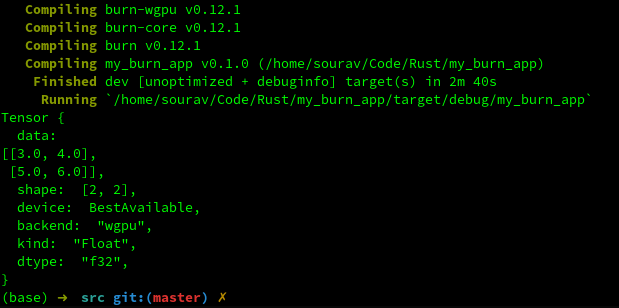 Compiling burn-wgpu v0.12.1
Compiling burn-core v0.12.1
Compiling burn v0.12.1
Compiling my_burn_app v0.1.0 (/home/sourav/Code/Rust/my_burn_app)
Finished dev [unoptimized + debuginfo] target(s) in 2m 40s
Running `/home/sourav/Code/Rust/my_burn_app/target/debug/my_burn_app`
Tensor {
  data:
[[3.0, 4.0],
 [5.0, 6.0]],
  shape:  [2, 2],
  device:  BestAvailable,
  backend:  "wgpu",
  kind:  "Float",
  dtype:  "f32",
}
(base) ➜  src git:(master) ✗